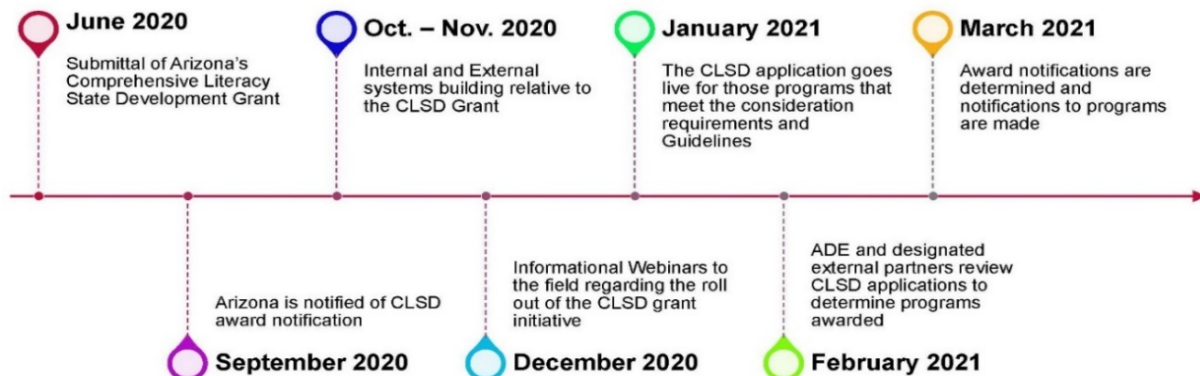 June 2020
Submittal of Arizona's
Comprehensive Literacy
State Development Grant
Oct. – Nov. 2020
Internal and External
systems building relative to
the CLSD Grant
January 2021
The CLSD application goes
live for those programs that
meet the consideration
requirements and
Guidelines
March 2021
Award notifications are
determined and
notifications to programs
are made
Arizona is notified of CLSD
award notification
September 2020
Informational Webinars to
the field regarding the roll
out of the CLSD grant
initiative
December 2020
ADE and designated
external partners review
CLSD applications to
determine programs
awarded
February 2021